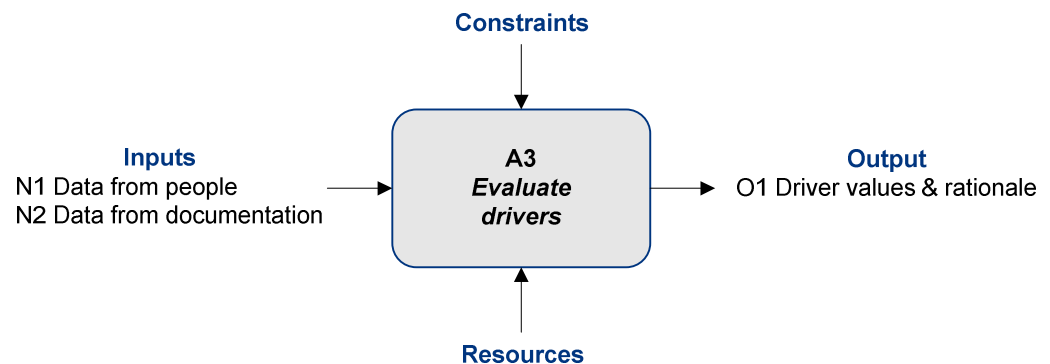 Constraints
Inputs
N1 Data from people
N2 Data from documentation
A3
Evaluate
drivers
Output
O1 Driver values & rationale
Resources